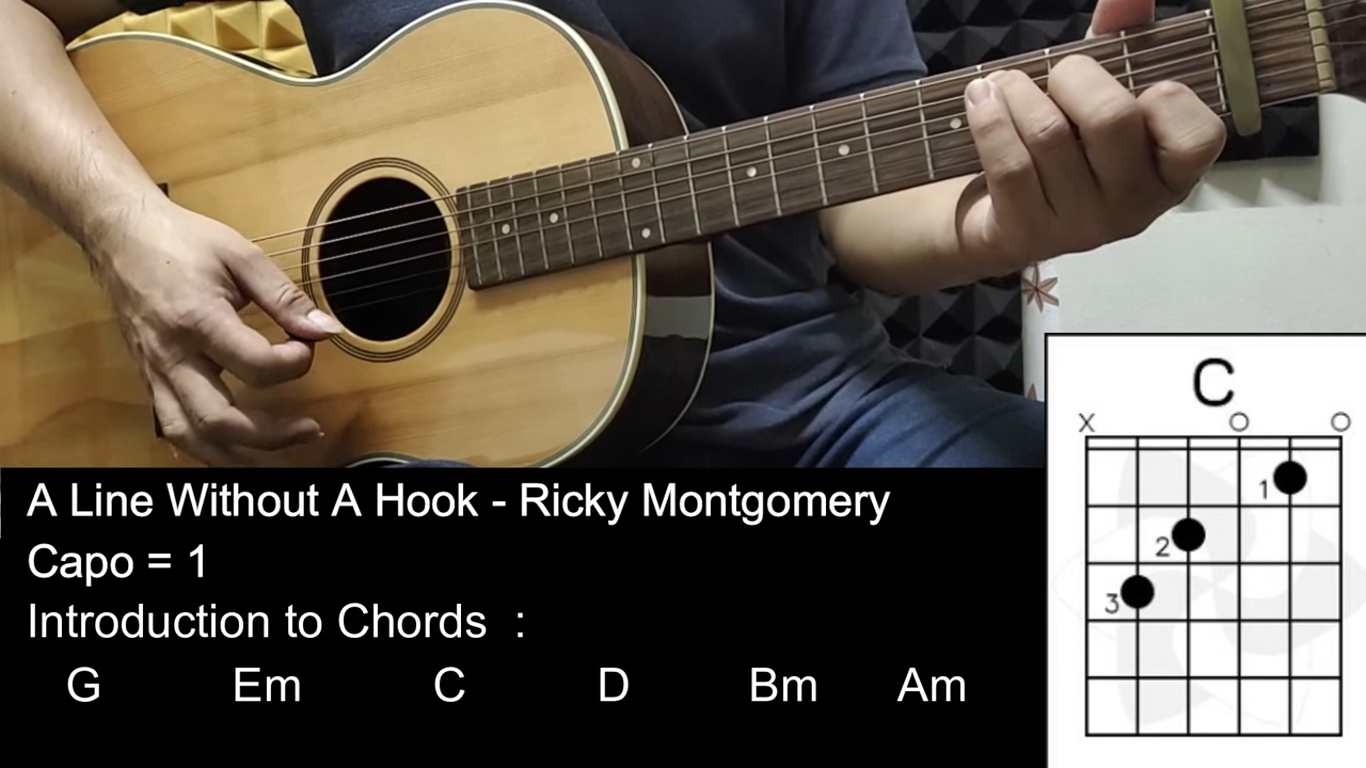 A Line Without A Hook - Ricky Montgomery
Capo = 1
Introduction to Chords :
G Em C D Bm Am
C
X O O
1
2
3